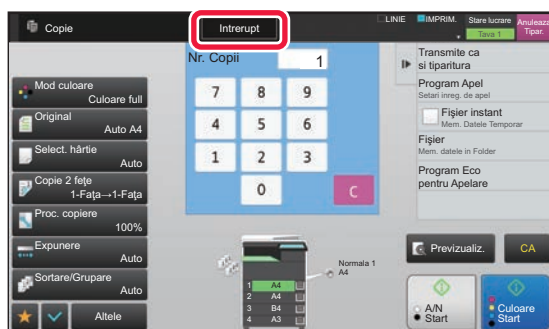 Copie
Intrerupt
LINIE
IMPRIM.
Stare lucrare
Tava 1
Anuleaza
Tipar.
Nr. Copii
1
7 8 9
4 5 6
1 2 3
0 C
Mod culoare
Culoare full
Original
Auto A4
Select. hârtie
Auto
Copie 2 feţe
1-Faţa→1-Faţa
Proc. copiere
100%
Expunere
Auto
Sortare/Grupare
Auto
Altele
Normala 1
A4
1 A4
2 A4
3 B4
4 A3
Transmite ca
si tiparitura
Program Apel
Setari inreg. de apel
Fişier instant
Mem. Datele Temporar
Fişier
Mem. datele in Folder
Program Eco
pentru Apelare
Previzualiz.
CA
A/N
Start
Culoare
Start